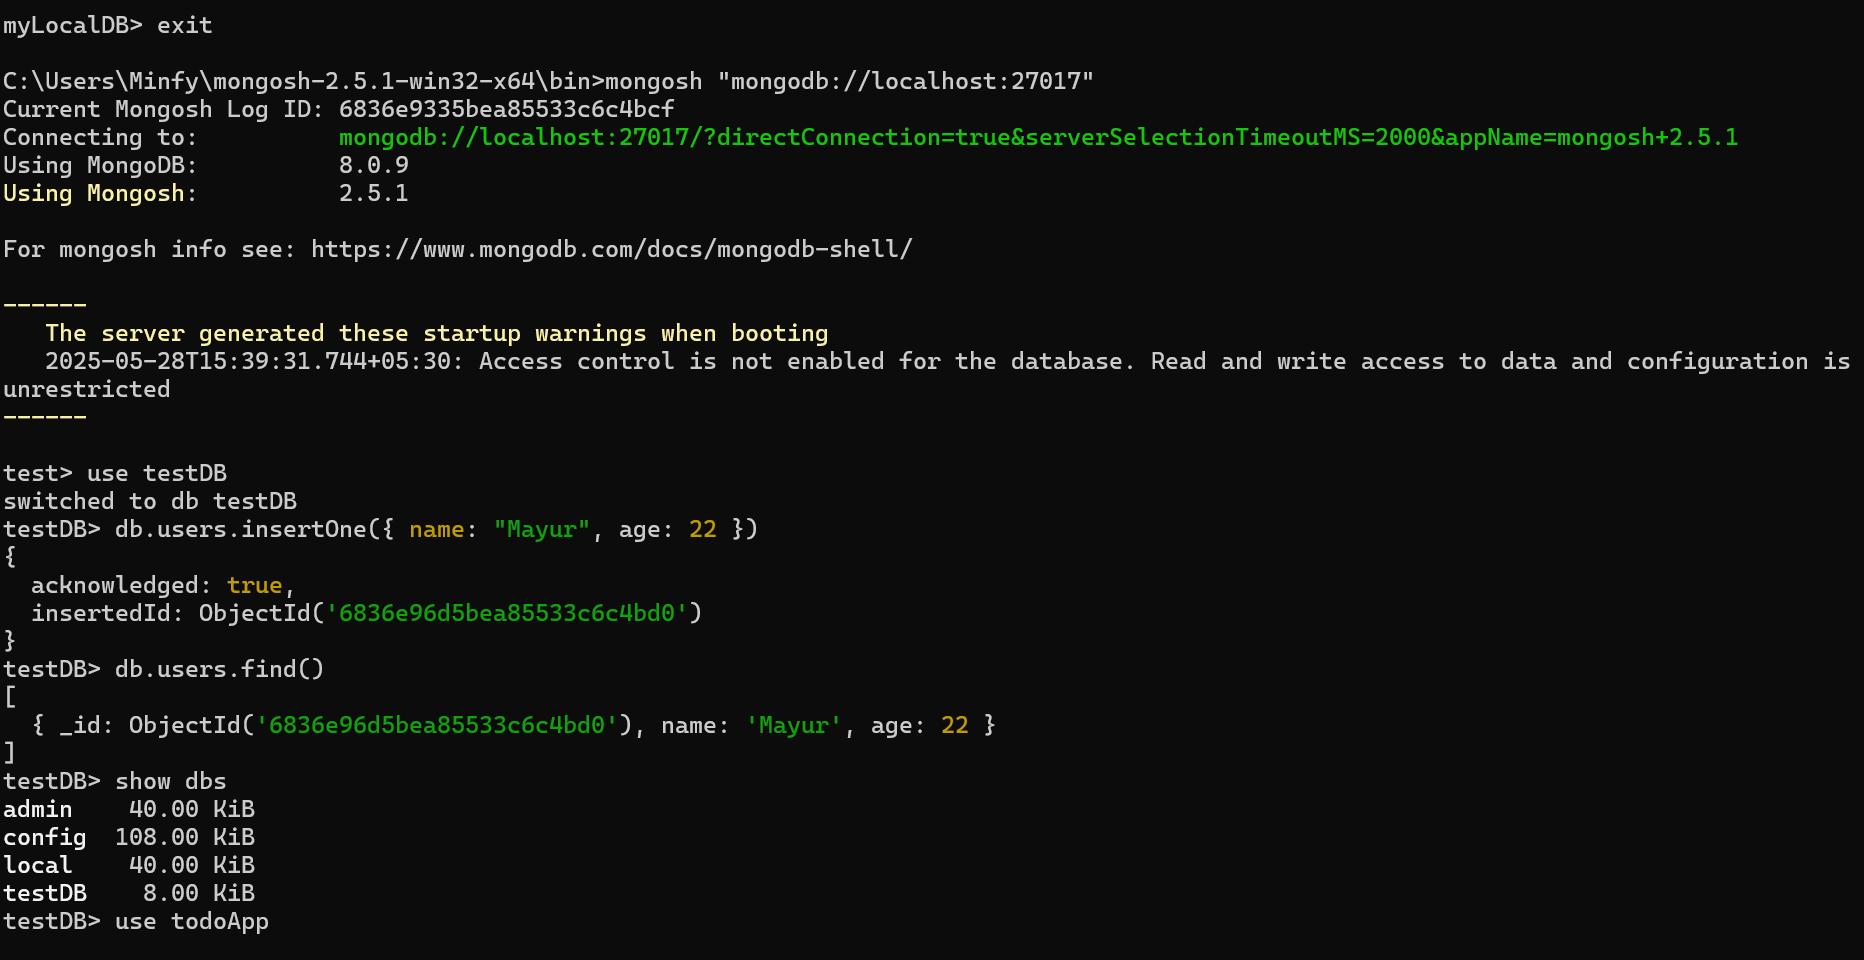 myLocalDB> exit
C:\Users\Minfy\mongosh-2.5.1-win32-x64\bin>mongosh "mongodb://localhost:27017"
Current Mongosh Log ID: 6836e9335bea85533c6c4bcf
Connecting to:          mongodb://localhost:27017/?directConnection=true&serverSelectionTimeoutMS=2000&appName=mongosh+2.5.1
Using MongoDB:          8.0.9
Using Mongosh:          2.5.1
For mongosh info see: https://www.mongodb.com/docs/mongodb-shell/
------
   The server generated these startup warnings when booting
   2025-05-28T15:39:31.744+05:30: Access control is not enabled for the database. Read and write access to data and configuration is
unrestricted
------
test> use testDB
switched to db testDB
testDB> db.users.insertOne({ name: "Mayur", age: 22 })
{
  acknowledged: true,
  insertedId: ObjectId('6836e96d5bea85533c6c4bd0')
}
testDB> db.users.find()
[
  { _id: ObjectId('6836e96d5bea85533c6c4bd0'), name: 'Mayur', age: 22 }
]
testDB> show dbs
admin    40.00 KiB
config  108.00 KiB
local    40.00 KiB
testDB    8.00 KiB
testDB> use todoApp